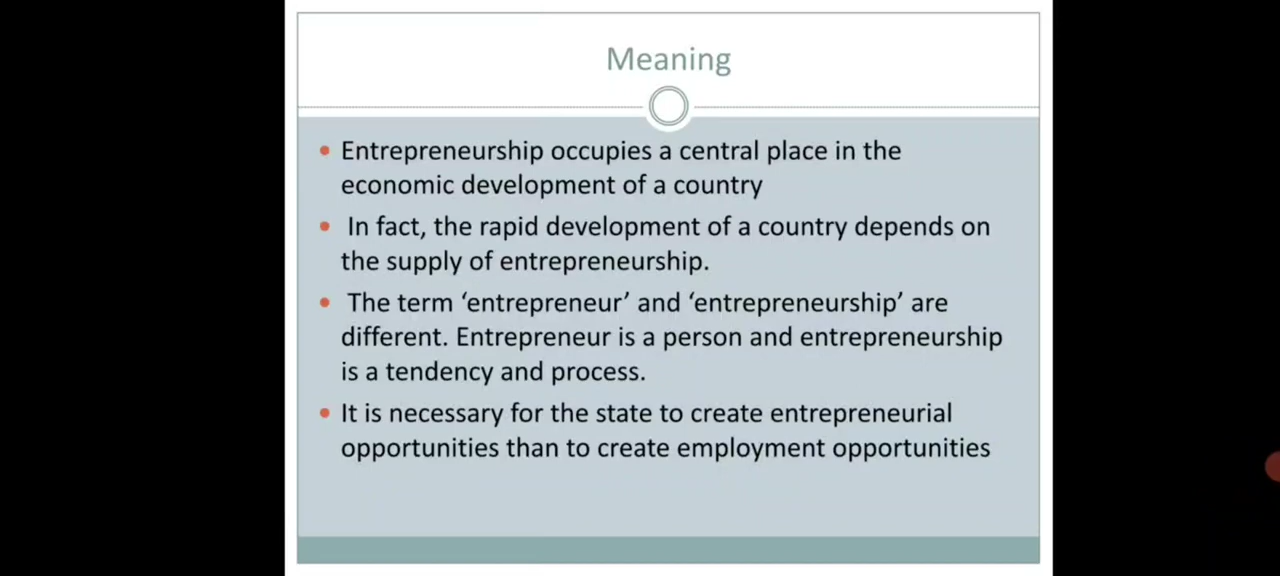 Meaning
• Entrepreneurship occupies a central place in the
economic development of a country
• In fact, the rapid development of a country depends on
the supply of entrepreneurship.
• The term ‘entrepreneur’ and ‘entrepreneurship’ are
different. Entrepreneur is a person and entrepreneurship
is a tendency and process.
• It is necessary for the state to create entrepreneurial
opportunities than to create employment opportunities